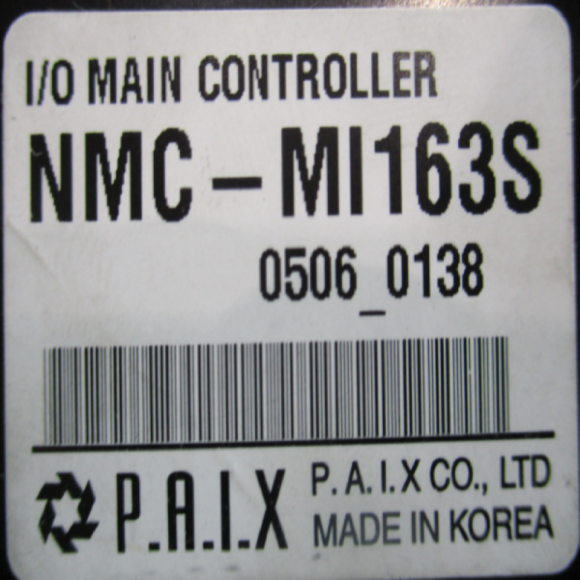 I/O MAIN CONTROLLER
NMC-MI163S
0506_0138
P.A.I.X
P. A. I. X CO., LTD
MADE IN KOREA